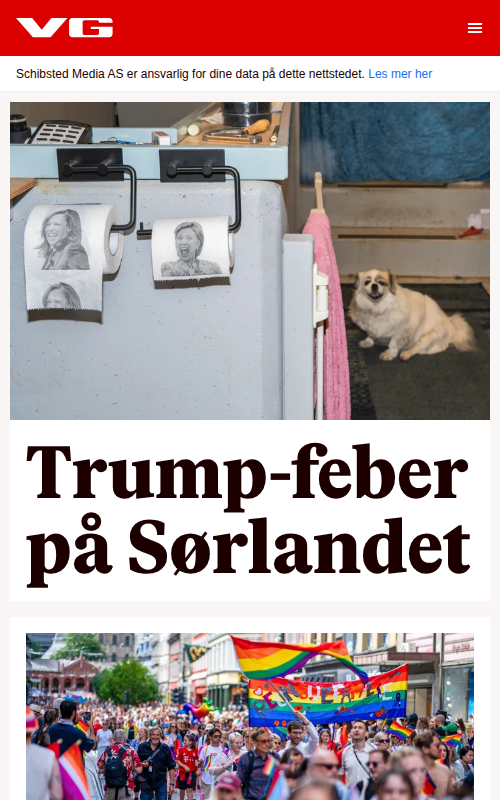 VG
Schibsted Media AS er ansvarlig for dine data på dette nettstedet. Les mer her
Trump-feber
på Sørlandet